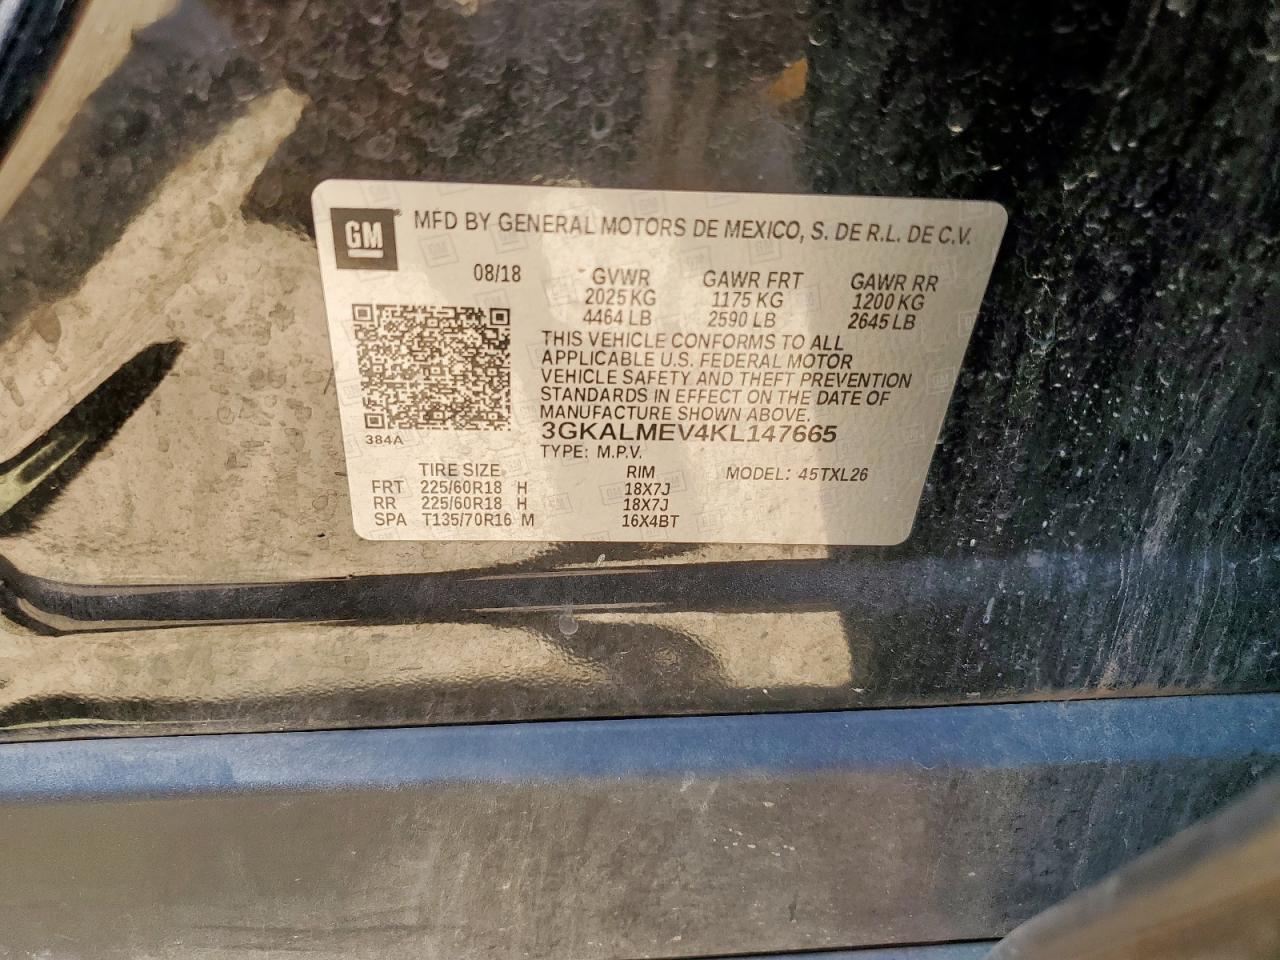 GM
MFD BY GENERAL MOTORS DE MEXICO, S. DE R.L. DE C.V.
08/18 GVWR GAWR FRT GAWR RR
2025 KG 1175 KG 1200 KG
4464 LB 2590 LB 2645 LB
THIS VEHICLE CONFORMS TO ALL
APPLICABLE U.S. FEDERAL MOTOR
VEHICLE SAFETY AND THEFT PREVENTION
STANDARDS IN EFFECT ON THE DATE OF
MANUFACTURE SHOWN ABOVE.
384A
3GKALMEV4KL147665
TYPE: M.P.V.
TIRE SIZE RIM MODEL: 45TXL26
FRT 225/60R18 H 18X7J
RR 225/60R18 H 18X7J
SPA T135/70R16 M 16X4BT